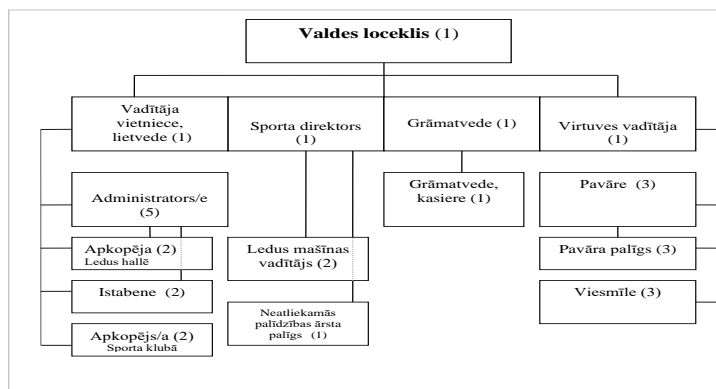 Valdes loceklis (1)
Vadītāja
vietniece,
lietvede (1)
Sporta direktors
(1)
Grāmatvede (1)
Virtuves vadītāja
(1)
Administrators/e
(5)
Grāmatvede,
kasiere (1)
Pavāre (3)
Apkopēja (2)
Ledus hallē
Ledus mašīnas
vadītājs (2)
Pavāra palīgs (3)
Istabene (2)
Neatliekamās
palīdzības ārsta
palīgs (1)
Viesmīle (3)
Apkopējs/a (2)
Sporta klubā